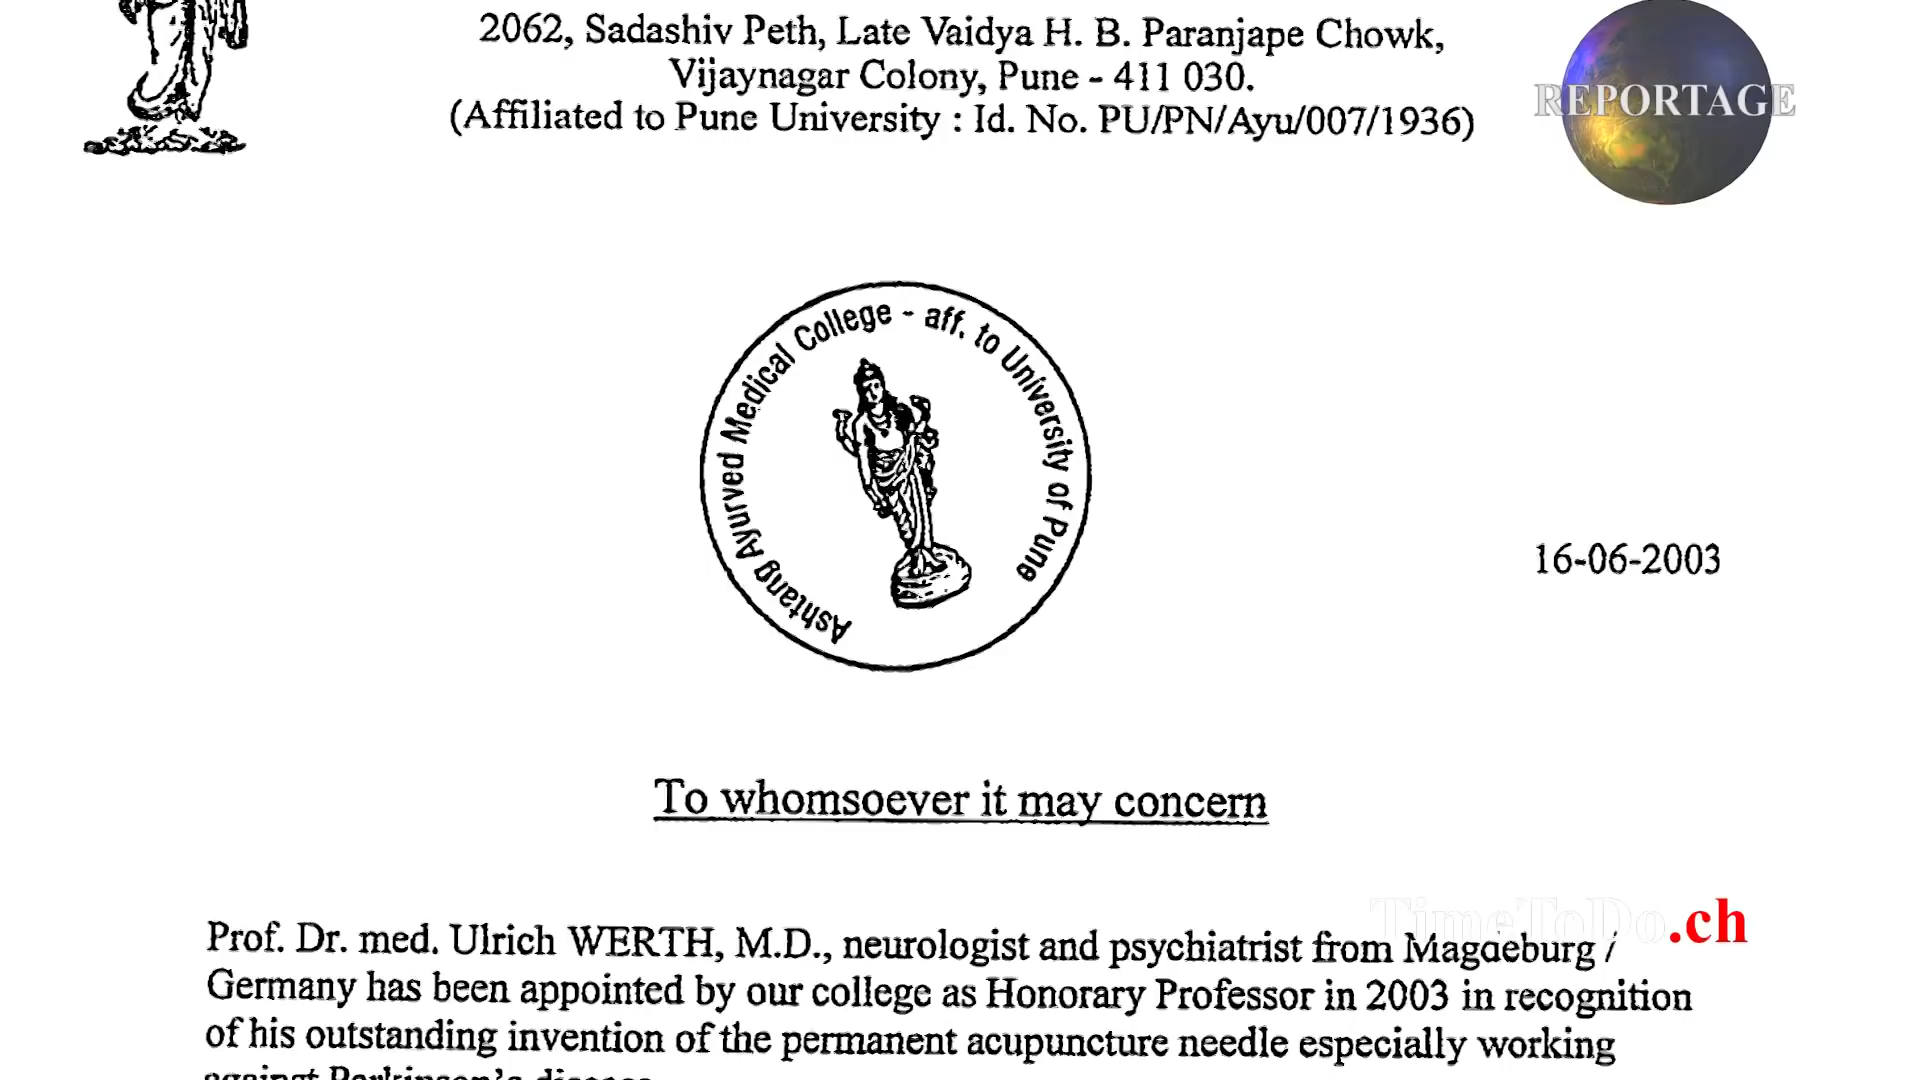 2062, Sadashiv Peth, Late Vaidya H. B. Paranjape Chowk,
Vijaynagar Colony, Pune - 411 030.
(Affiliated to Pune University : Id. No. PU/PN/Ayu/007/1936)
REPORTAGE
Ashtang Ayurved Medical College - aff. to University of Pune
16-06-2003
To whomsoever it may concern
TimeToDo.ch
Prof. Dr. med. Ulrich WERTH, M.D., neurologist and psychiatrist from Magdeburg /
Germany has been appointed by our college as Honorary Professor in 2003 in recognition
of his outstanding invention of the permanent acupuncture needle especially working
against Parkinson's disease